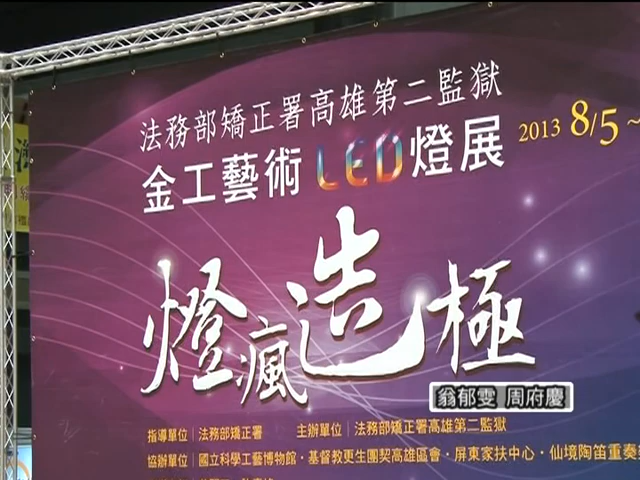 法務部矯正署高雄第二監獄
金工藝術 LED燈展 2013 8/5~
燈瘋造極
翁郁雯 周府慶
指導單位｜法務部矯正署 主辦單位｜法務部矯正署高雄第二監獄
協辦單位｜國立科學工藝博物館・基督教更生團契高雄區會・屏東家扶中心・仙境陶笛重奏